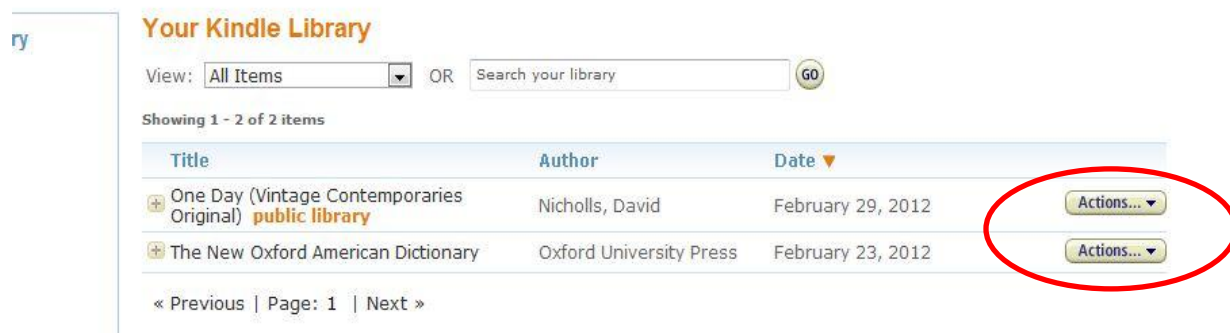 ry
Your Kindle Library
View: All Items OR Search your library GO
Showing 1 - 2 of 2 items
Title Author Date ▼
One Day (Vintage Contemporaries
Original) public library Nicholls, David February 29, 2012 Actions... ▼
The New Oxford American Dictionary Oxford University Press February 23, 2012 Actions... ▼
« Previous | Page: 1 | Next »